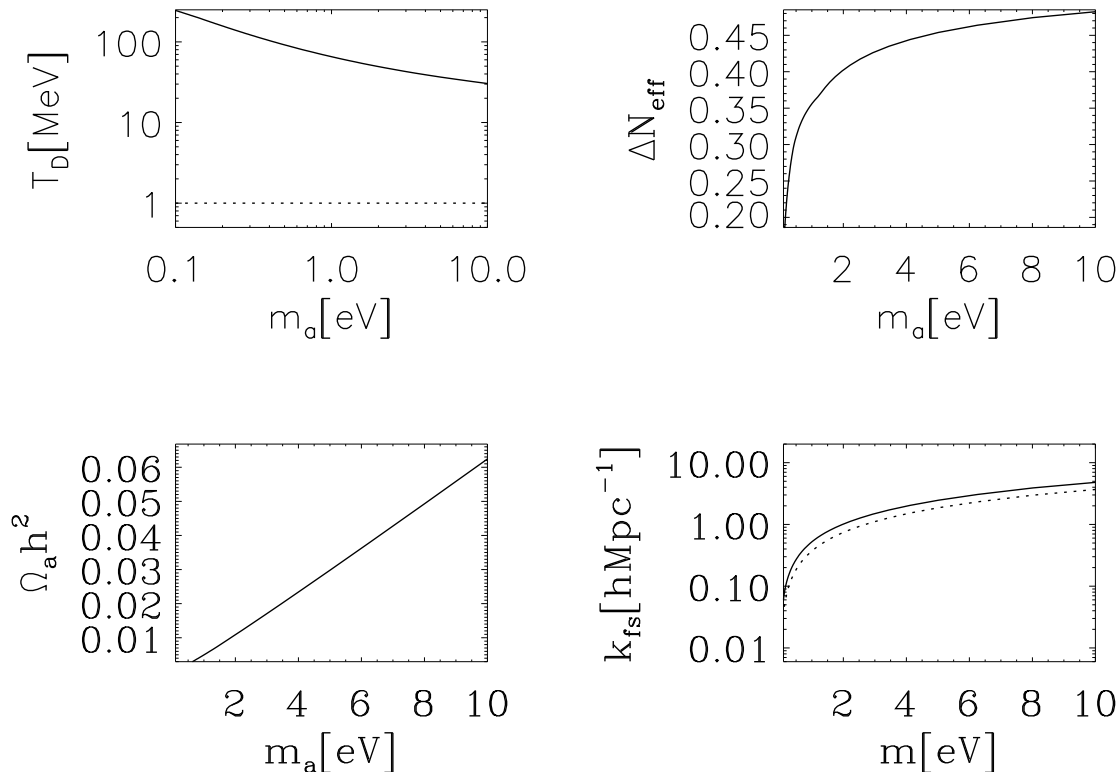 T_D[MeV]
100
10
1
0.1 1.0 10.0
m_a[eV]
ΔN_eff
0.45
0.40
0.35
0.30
0.25
0.20
2 4 6 8 10
m_a[eV]
Ω_a h²
0.06
0.05
0.04
0.03
0.02
0.01
2 4 6 8 10
m_a[eV]
k_fs[hMpc⁻¹]
10.00
1.00
0.10
0.01
2 4 6 8 10
m[eV]